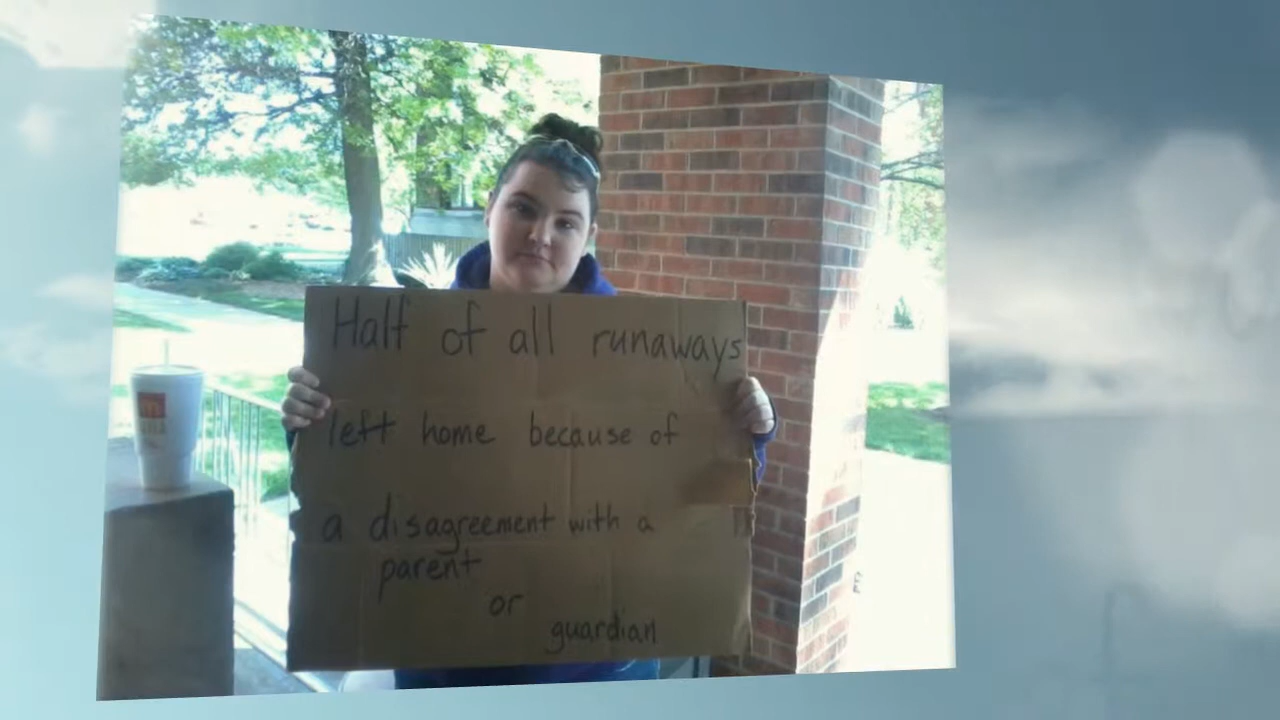 Half of all runaways
left home because of
a disagreement with a
parent
or
guardian